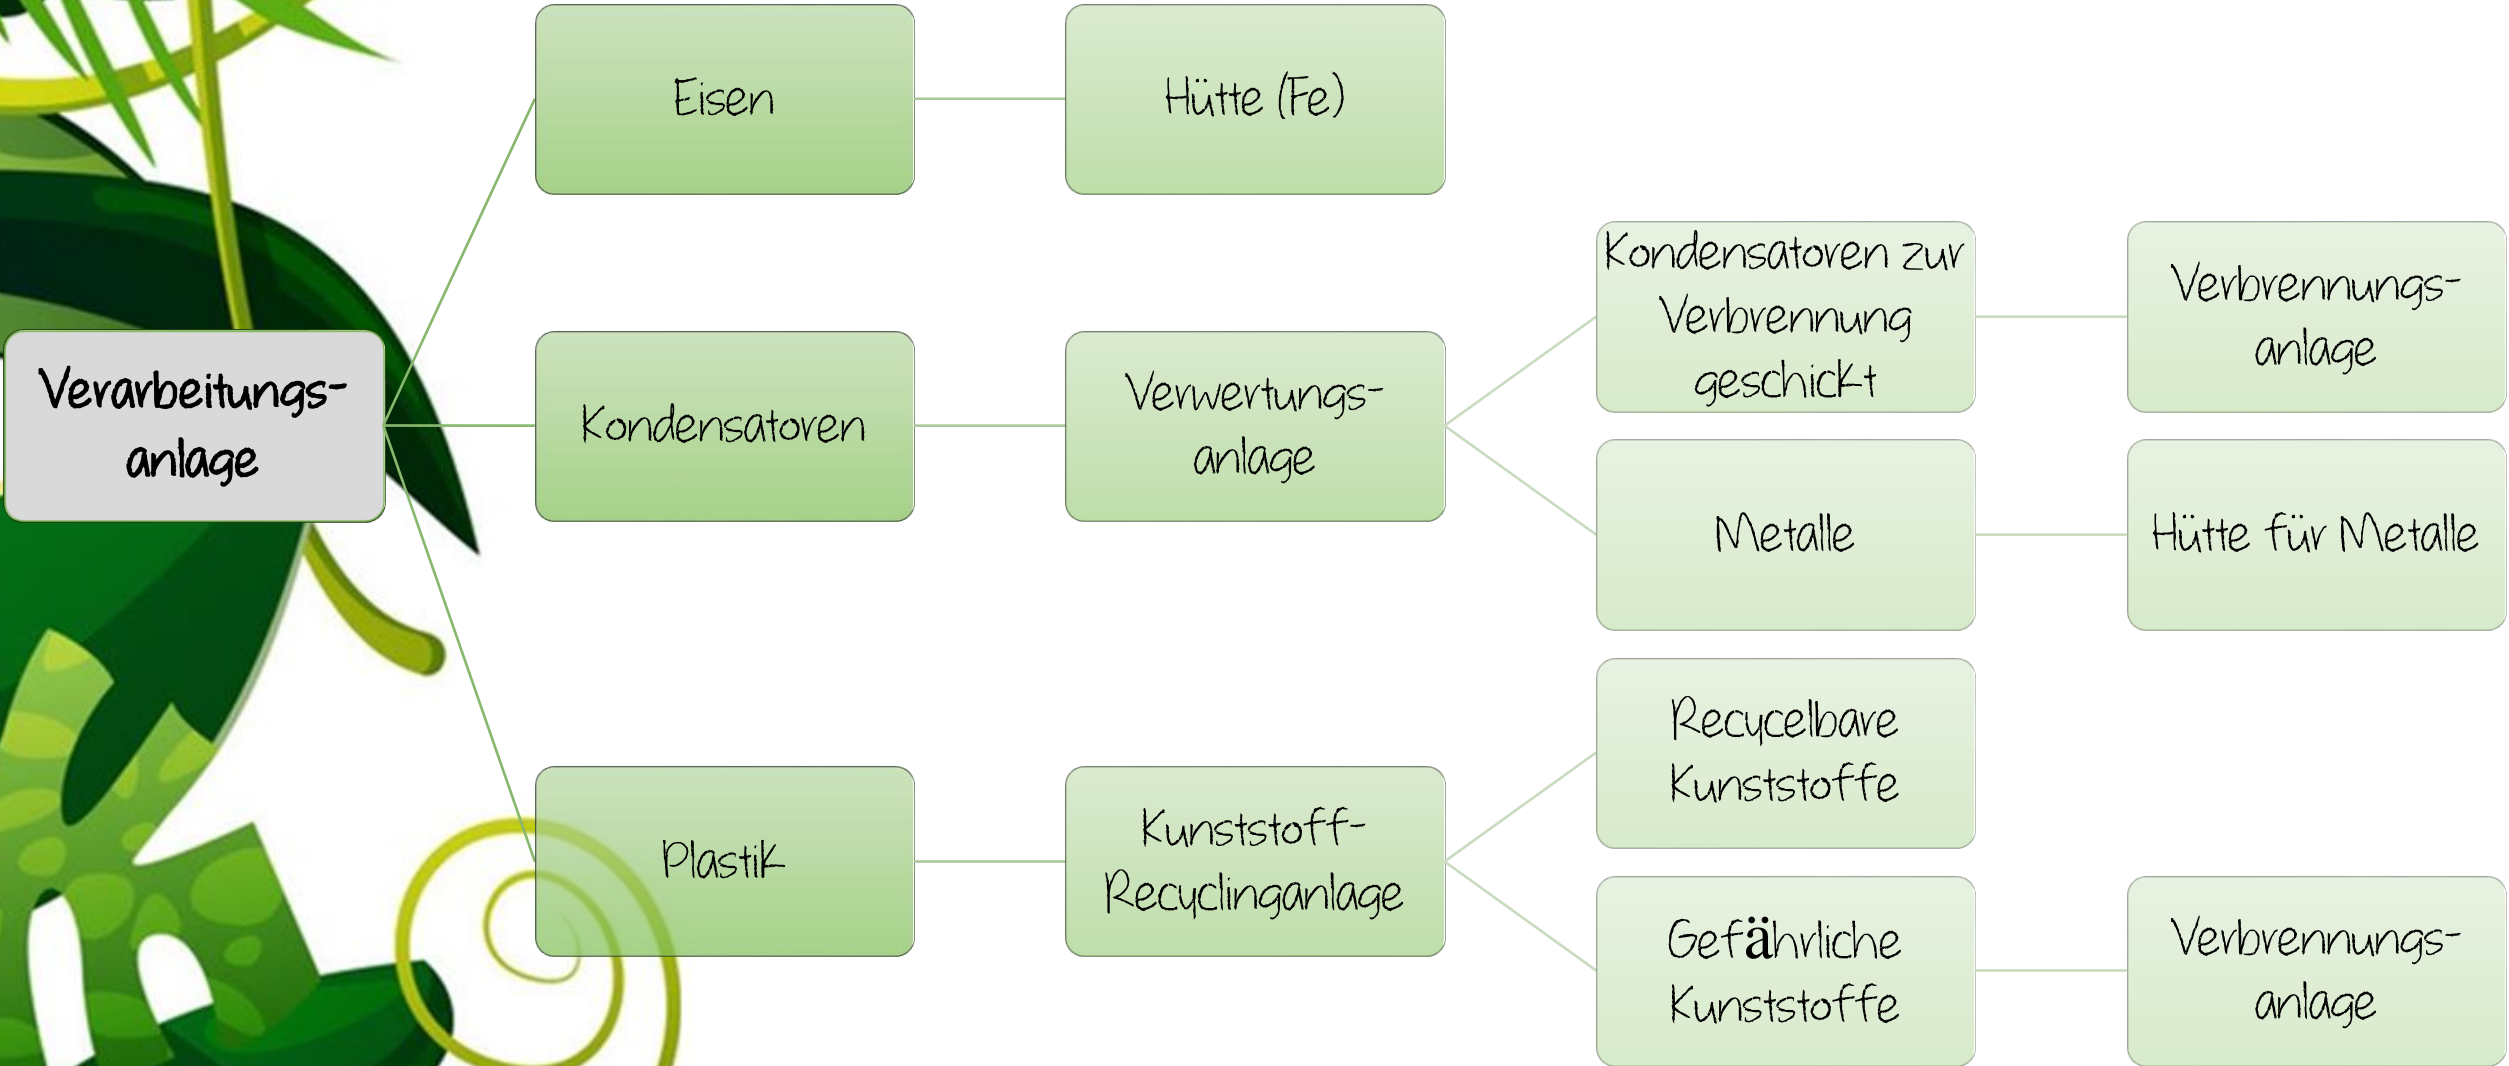 Eisen
Hütte (Fe)
Kondensatoren zur
Verbrennung
geschickt
Verbrennungs-
anlage
Verarbeitungs-
anlage
Kondensatoren
Verwertungs-
anlage
Metalle
Hütte für Metalle
Recycelbare
Kunststoffe
Plastik
Kunststoff-
Recyclinganlage
Gefährliche
Kunststoffe
Verbrennungs-
anlage